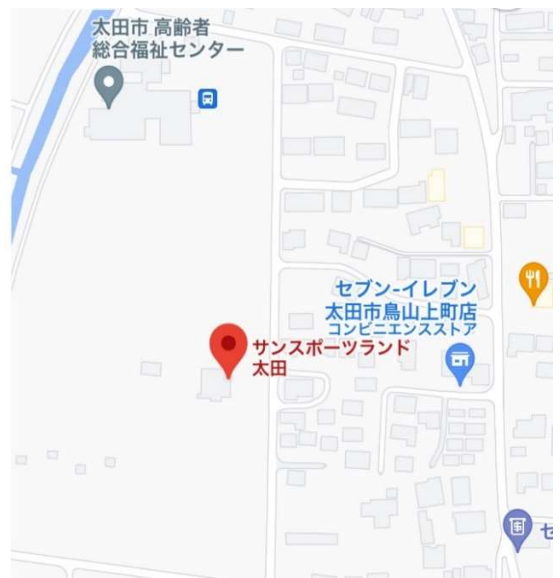 太田市 高齢者
総合福祉センター
セブン-イレブン
太田市鳥山上町店
コンビニエンスストア
サンスポーツランド
太田
セ